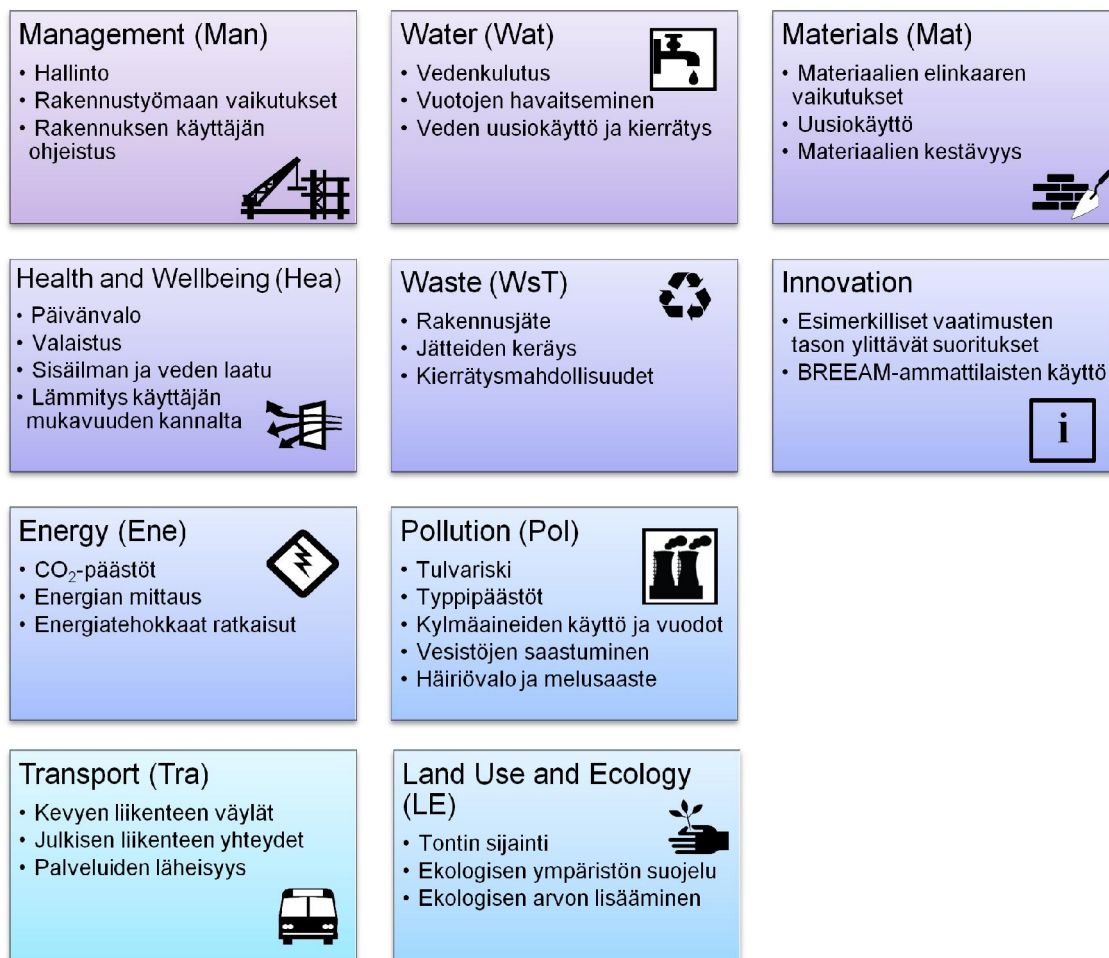 Management (Man)
• Hallinto
• Rakennustyömaan vaikutukset
• Rakennuksen käyttäjän
ohjeistus
Water (Wat)
• Vedenkulutus
• Vuotojen havaitseminen
• Veden uusiokäyttö ja kierrätys
Materials (Mat)
• Materiaalien elinkaaren
vaikutukset
• Uusiokäyttö
• Materiaalien kestävyys
Health and Wellbeing (Hea)
• Päivänvalo
• Valaistus
• Sisäilman ja veden laatu
• Lämmitys käyttäjän
mukavuuden kannalta
Waste (WsT)
• Rakennusjäte
• Jätteiden keräys
• Kierrätysmahdollisuudet
Innovation
• Esimerkilliset vaatimusten
tason ylittävät suoritukset
• BREEAM-ammattilaisten käyttö
i
Energy (Ene)
• CO₂-päästöt
• Energian mittaus
• Energiatehokkaat ratkaisut
Pollution (Pol)
• Tulvariski
• Typpipäästöt
• Kylmäaineiden käyttö ja vuodot
• Vesistöjen saastuminen
• Häiriövalo ja melusaaste
Transport (Tra)
• Kevyen liikenteen väylät
• Julkisen liikenteen yhteydet
• Palveluiden läheisyys
Land Use and Ecology
(LE)
• Tontin sijainti
• Ekologisen ympäristön suojelu
• Ekologisen arvon lisääminen